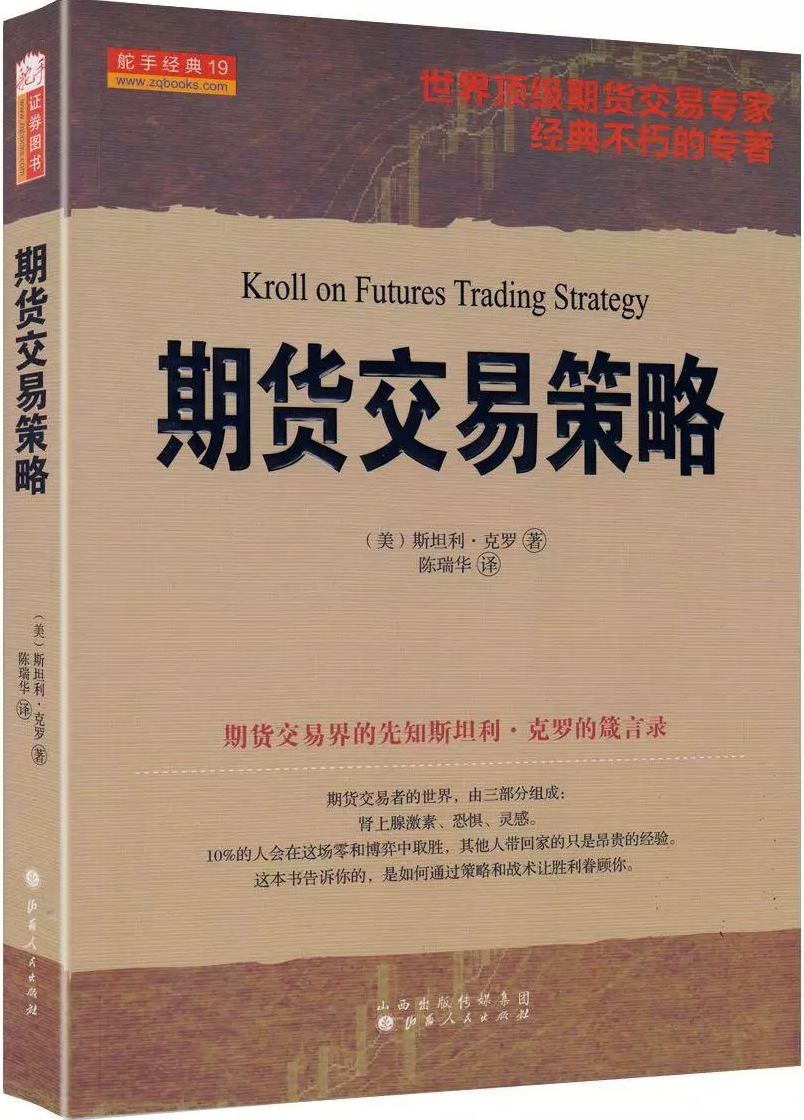 舵手经典 19
www.zqbooks.com
世界顶级期货交易专家
经典不朽的专著
Kroll on Futures Trading Strategy
期货交易策略
（美）斯坦利·克罗 著
陈瑞华 译
期货交易界的先知斯坦利·克罗的箴言录
期货交易者的世界，由三部分组成：
肾上腺激素、恐惧、灵感。
10%的人会在这场零和博弈中取胜，其他人带回家的只是昂贵的经验。
这本书告诉你的，是如何通过策略和战术让胜利眷顾你。
山西出版传媒集团
山西人民出版社
舵手
证券图书
www.zqbooks.com
期货交易策略
（美）斯坦利·克罗 著
陈瑞华 译
山西人民出版社